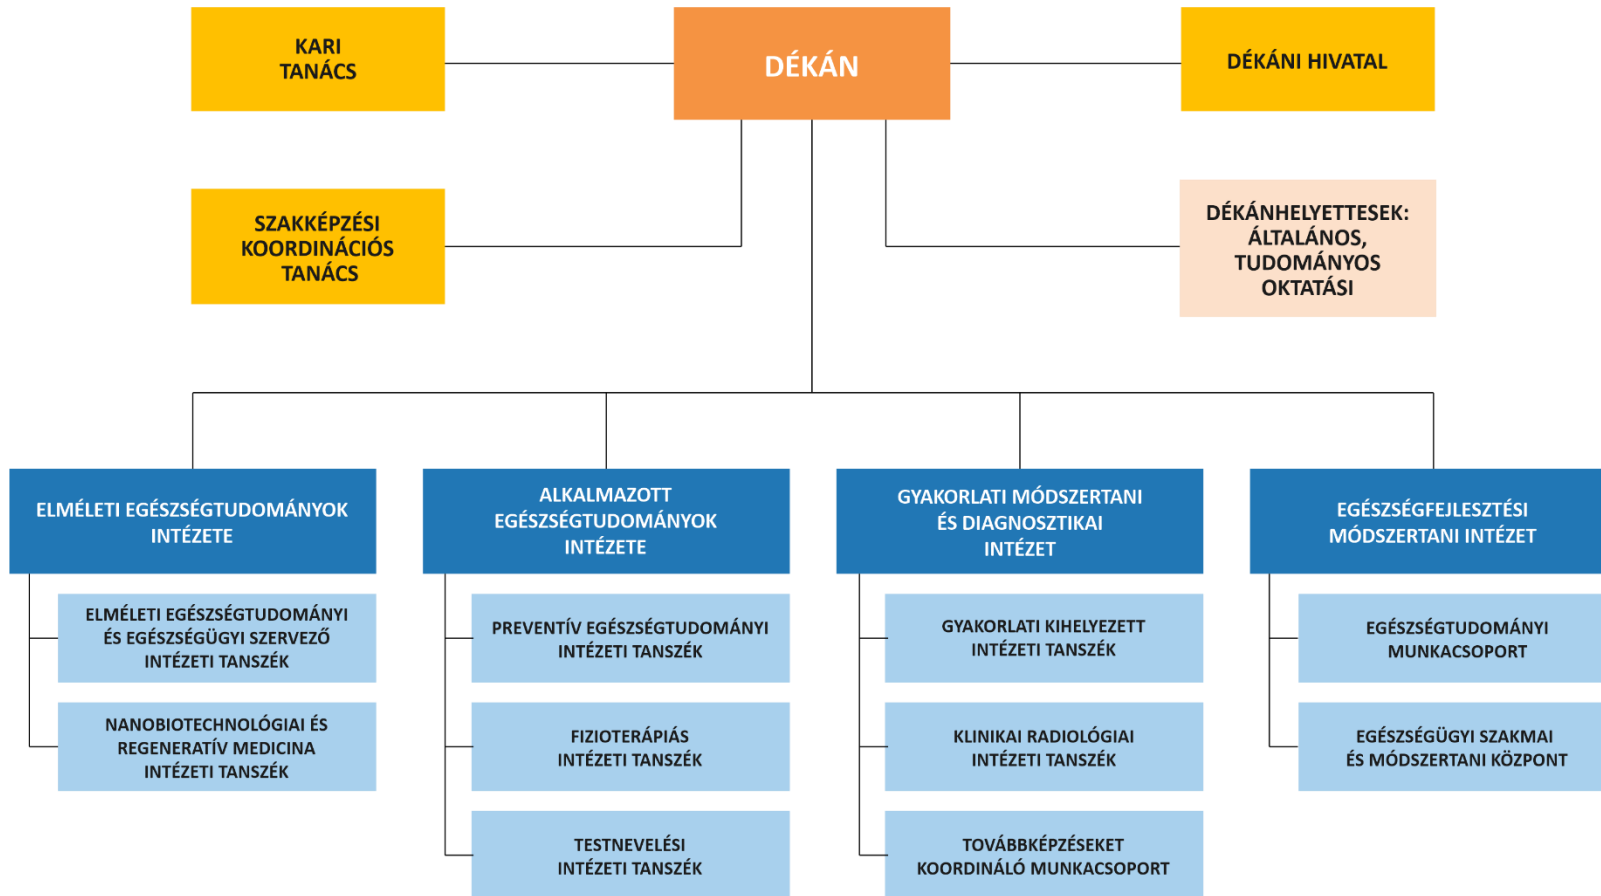 KARI
TANÁCS
DÉKÁN
DÉKÁNI HIVATAL
SZAKKÉPZÉSI
KOORDINÁCIÓS
TANÁCS
DÉKÁNHELYETTESEK:
ÁLTALÁNOS,
TUDOMÁNYOS
OKTATÁSI
ELMÉLETI EGÉSZSÉGTUDOMÁNYOK
INTÉZETE
ELMÉLETI EGÉSZSÉGTUDOMÁNYI
ÉS EGÉSZSÉGÜGYI SZERVEZŐ
INTÉZETI TANSZÉK
NANOBIOTECHNOLÓGIAI ÉS
REGENERATÍV MEDICINA
INTÉZETI TANSZÉK
ALKALMAZOTT
EGÉSZSÉGTUDOMÁNYOK
INTÉZETE
PREVENTÍV EGÉSZSÉGTUDOMÁNYI
INTÉZETI TANSZÉK
FIZIOTERÁPIÁS
INTÉZETI TANSZÉK
TESTNEVELÉSI
INTÉZETI TANSZÉK
GYAKORLATI MÓDSZERTANI
ÉS DIAGNOSZTIKAI
INTÉZET
GYAKORLATI KIHELYEZETT
INTÉZETI TANSZÉK
KLINIKAI RADIOLÓGIAI
INTÉZETI TANSZÉK
TOVÁBBKÉPZÉSEKET
KOORDINÁLÓ MUNKACSOPORT
EGÉSZSÉGFEJLESZTÉSI
MÓDSZERTANI INTÉZET
EGÉSZSÉGTUDOMÁNYI
MUNKACSOPORT
EGÉSZSÉGÜGYI SZAKMAI
ÉS MÓDSZERTANI KÖZPONT